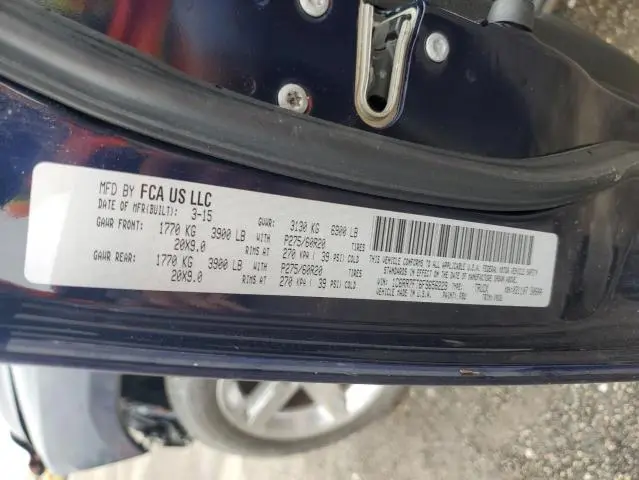 MFD BY FCA US LLC
DATE OF MFR(BUILT): 3-15 GVWR: 3130 KG 6900 LB
GAWR FRONT: 1770 KG 3900 LB WITH P275/60R20 TIRES
20X9.0 RIMS AT 270 KPA ( 39 PSI) COLD
GAWR REAR: 1770 KG 3900 LB WITH P275/60R20 TIRES
20X9.0 RIMS AT 270 KPA ( 39 PSI) COLD
THIS VEHICLE CONFORMS TO ALL APPLICABLE U.S.A. FEDERAL MOTOR VEHICLE SAFETY
STANDARDS IN EFFECT ON THE DATE OF MANUFACTURE SHOWN ABOVE.
VIN: TYPE: TRUCK
VEHICLE MADE IN U.S.A. PAINT: TRIM: